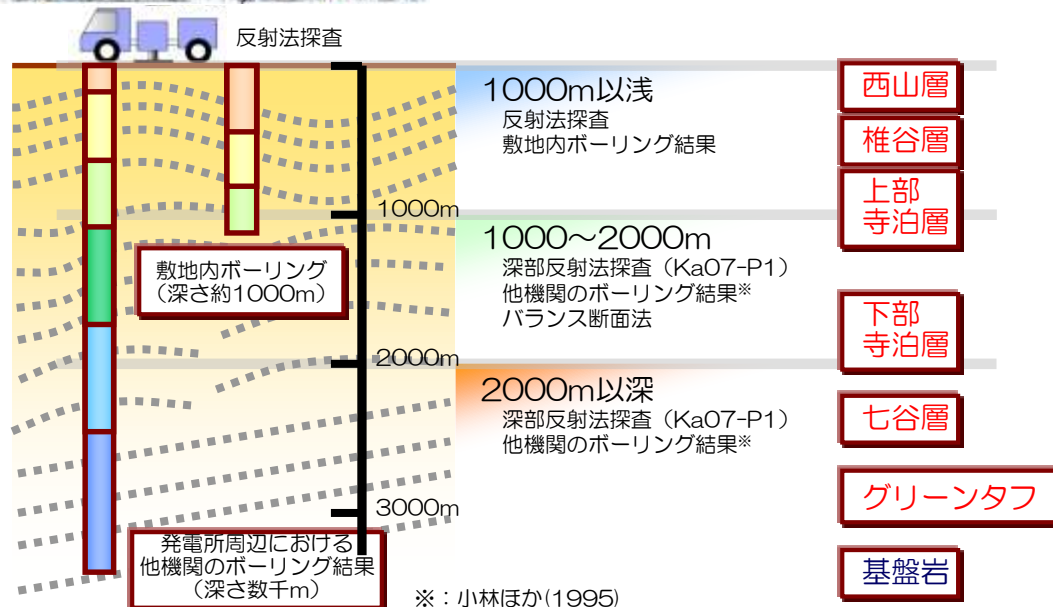 反射法探査
1000m以浅
反射法探査
敷地内ボーリング結果
1000m
1000～2000m
深部反射法探査（Ka07-P1）
他機関のボーリング結果※
バランス断面法
敷地内ボーリング
（深さ約1000m）
2000m
2000m以深
深部反射法探査（Ka07-P1）
他機関のボーリング結果※
3000m
発電所周辺における
他機関のボーリング結果
（深さ数千m）
※：小林ほか(1995)
西山層
椎谷層
上部
寺泊層
下部
寺泊層
七谷層
グリーンタフ
基盤岩